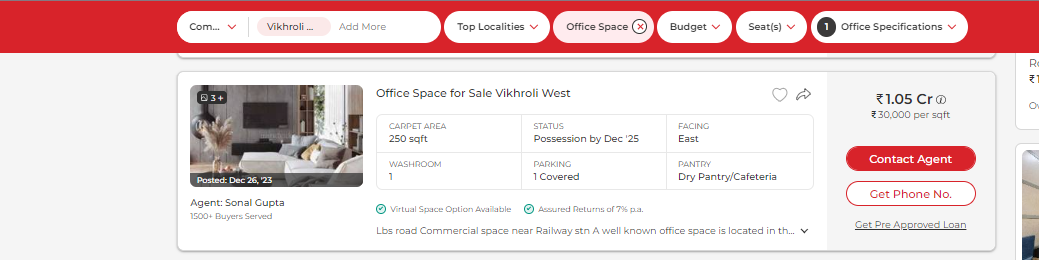 Com...
Vikhroli ...
Add More
Top Localities
Office Space
Budget
Seat(s)
1
Office Specifications
3 +
Posted: Dec 26, '23
Agent: Sonal Gupta
1500+ Buyers Served
Office Space for Sale Vikhroli West
CARPET AREA
250 sqft
STATUS
Possession by Dec '25
FACING
East
WASHROOM
1
PARKING
1 Covered
PANTRY
Dry Pantry/Cafeteria
Virtual Space Option Available
Assured Returns of 7% p.a.
Lbs road Commercial space near Railway stn A well known office space is located in th...
₹1.05 Cr
₹30,000 per sqft
Contact Agent
Get Phone No.
Get Pre Approved Loan